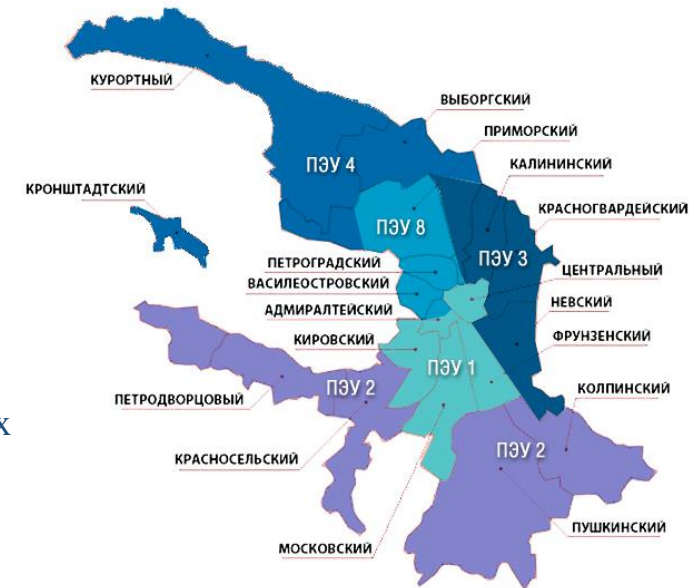 КУРОРТНЫЙ
ВЫБОРГСКИЙ
ПРИМОРСКИЙ
ПЭУ 4
КАЛИНИНСКИЙ
КРОНШТАДТСКИЙ
КРАСНОГВАРДЕЙСКИЙ
ПЭУ 8
ПЭУ 3
ПЕТРОГРАДСКИЙ
ЦЕНТРАЛЬНЫЙ
ВАСИЛЕОСТРОВСКИЙ
НЕВСКИЙ
АДМИРАЛТЕЙСКИЙ
ФРУНЗЕНСКИЙ
КИРОВСКИЙ
ПЭУ 1
ПЭУ 2
КОЛПИНСКИЙ
ПЕТРОДВОРЦОВЫЙ
х
КРАСНОСЕЛЬСКИЙ
ПЭУ 2
ПУШКИНСКИЙ
МОСКОВСКИЙ